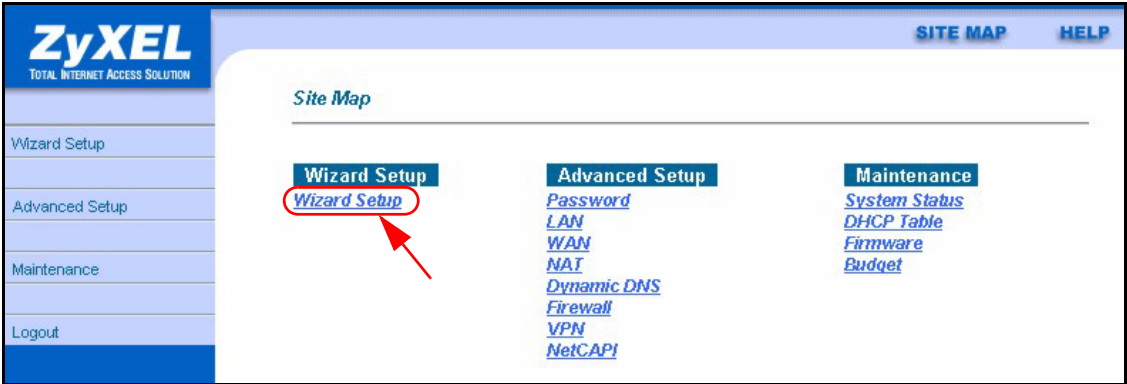 ZyXEL
TOTAL INTERNET ACCESS SOLUTION
SITE MAP
HELP
Wizard Setup
Advanced Setup
Maintenance
Logout
Site Map
Wizard Setup
Wizard Setup
Advanced Setup
Password
LAN
WAN
NAT
Dynamic DNS
Firewall
VPN
NetCAPI
Maintenance
System Status
DHCP Table
Firmware
Budget